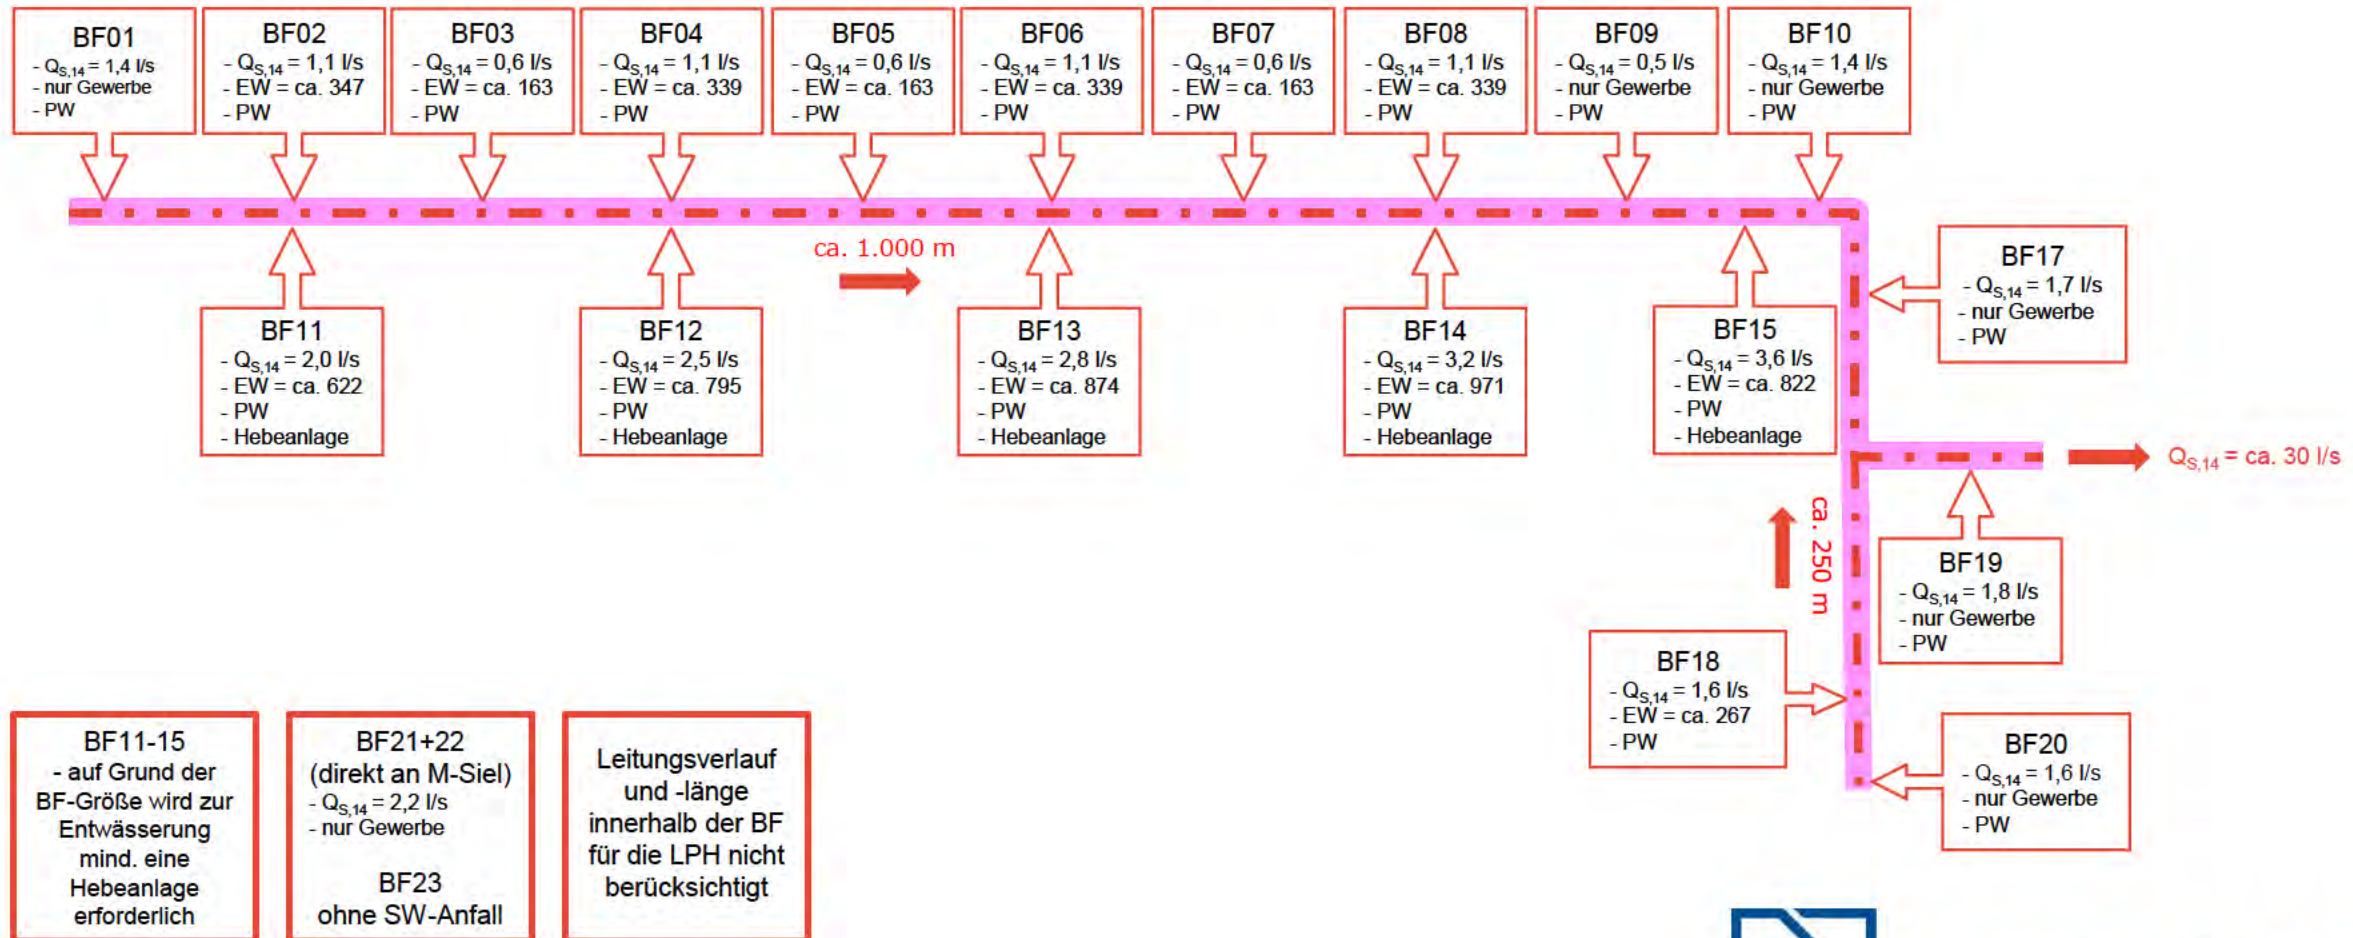 BF01
- QS,14 = 1,4 l/s
- nur Gewerbe
- PW
BF02
- QS,14 = 1,1 l/s
- EW = ca. 347
- PW
BF03
- QS,14 = 0,6 l/s
- EW = ca. 163
- PW
BF04
- QS,14 = 1,1 l/s
- EW = ca. 339
- PW
BF05
- QS,14 = 0,6 l/s
- EW = ca. 163
- PW
BF06
- QS,14 = 1,1 l/s
- EW = ca. 339
- PW
BF07
- QS,14 = 0,6 l/s
- EW = ca. 163
- PW
BF08
- QS,14 = 1,1 l/s
- EW = ca. 339
- PW
BF09
- QS,14 = 0,5 l/s
- nur Gewerbe
- PW
BF10
- QS,14 = 1,4 l/s
- nur Gewerbe
- PW
ca. 1.000 m
BF11
- QS,14 = 2,0 l/s
- EW = ca. 622
- PW
- Hebeanlage
BF12
- QS,14 = 2,5 l/s
- EW = ca. 795
- PW
- Hebeanlage
BF13
- QS,14 = 2,8 l/s
- EW = ca. 874
- PW
- Hebeanlage
BF14
- QS,14 = 3,2 l/s
- EW = ca. 971
- PW
- Hebeanlage
BF15
- QS,14 = 3,6 l/s
- EW = ca. 822
- PW
- Hebeanlage
BF17
- QS,14 = 1,7 l/s
- nur Gewerbe
- PW
QS,14 = ca. 30 l/s
ca. 250 m
BF19
- QS,14 = 1,8 l/s
- nur Gewerbe
- PW
BF18
- QS,14 = 1,6 l/s
- EW = ca. 267
- PW
BF20
- QS,14 = 1,6 l/s
- nur Gewerbe
- PW
BF11-15
- auf Grund der
BF-Größe wird zur
Entwässerung
mind. eine
Hebeanlage
erforderlich
BF21+22
(direkt an M-Siel)
- QS,14 = 2,2 l/s
- nur Gewerbe
BF23
ohne SW-Anfall
Leitungsverlauf
und -länge
innerhalb der BF
für die LPH nicht
berücksichtigt